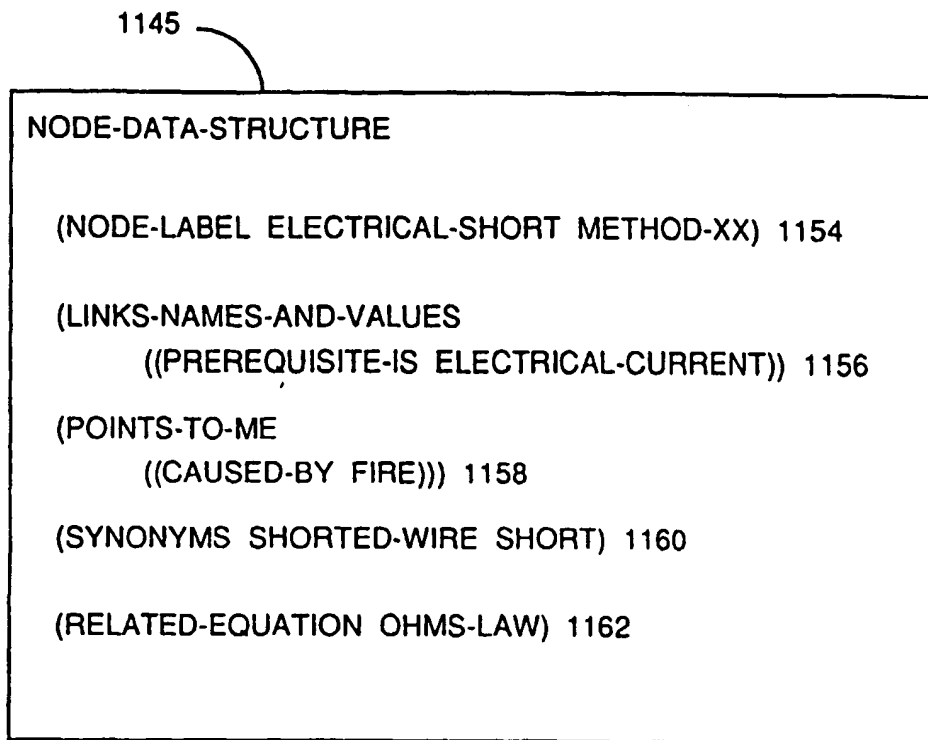 1145
NODE-DATA-STRUCTURE
(NODE-LABEL ELECTRICAL-SHORT METHOD-XX) 1154
(LINKS-NAMES-AND-VALUES
((PREREQUISITE-IS ELECTRICAL-CURRENT)) 1156
(POINTS-TO-ME
((CAUSED-BY FIRE))) 1158
(SYNONYMS SHORTED-WIRE SHORT) 1160
(RELATED-EQUATION OHMS-LAW) 1162